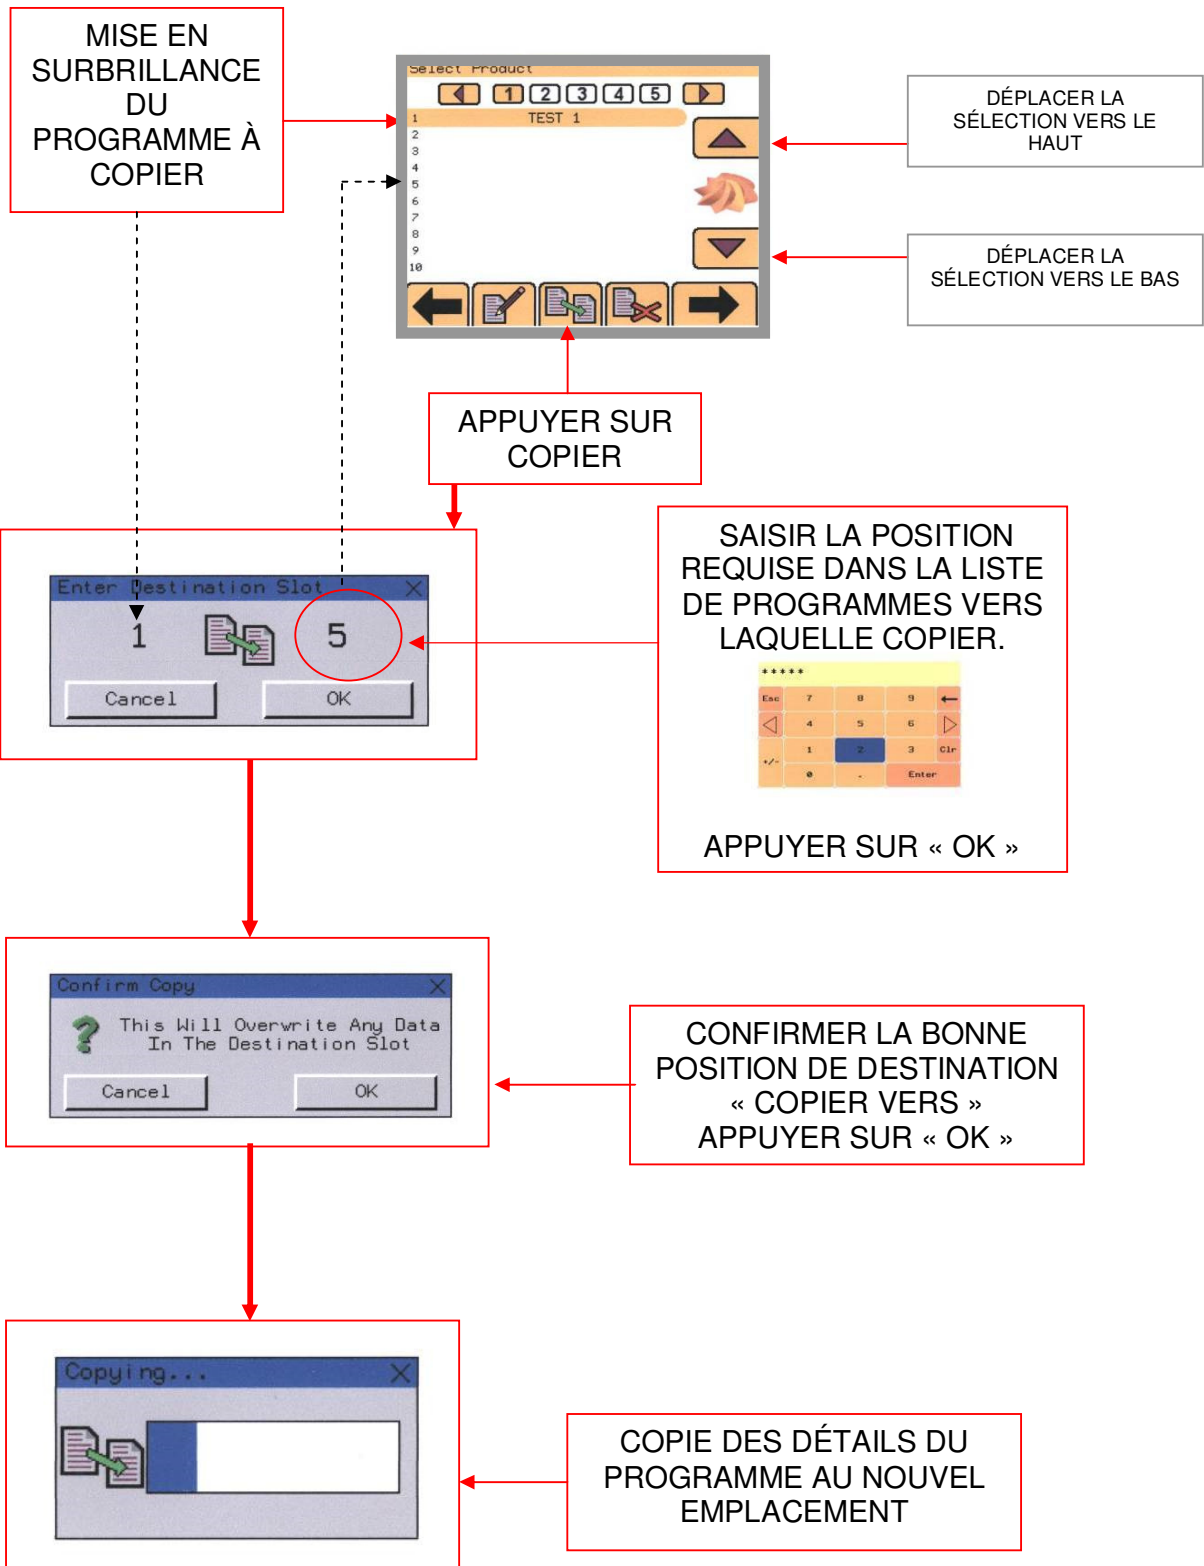 MISE EN
SURBRILLANCE
DU
PROGRAMME À
COPIER
Select Product
1 2 3 4 5
1 TEST 1
2
3
4
5
6
7
8
9
10
DÉPLACER LA
SÉLECTION VERS LE
HAUT
DÉPLACER LA
SÉLECTION VERS LE BAS
APPUYER SUR
COPIER
Enter Destination Slot
1 5
Cancel OK
SAISIR LA POSITION
REQUISE DANS LA LISTE
DE PROGRAMMES VERS
LAQUELLE COPIER.
*****
Esc 7 8 9
4 5 6
1 2 3 Clr
+/-
0 . Enter
APPUYER SUR « OK »
Confirm Copy
? This Will Overwrite Any Data
In The Destination Slot
Cancel OK
CONFIRMER LA BONNE
POSITION DE DESTINATION
« COPIER VERS »
APPUYER SUR « OK »
Copying...
COPIE DES DÉTAILS DU
PROGRAMME AU NOUVEL
EMPLACEMENT